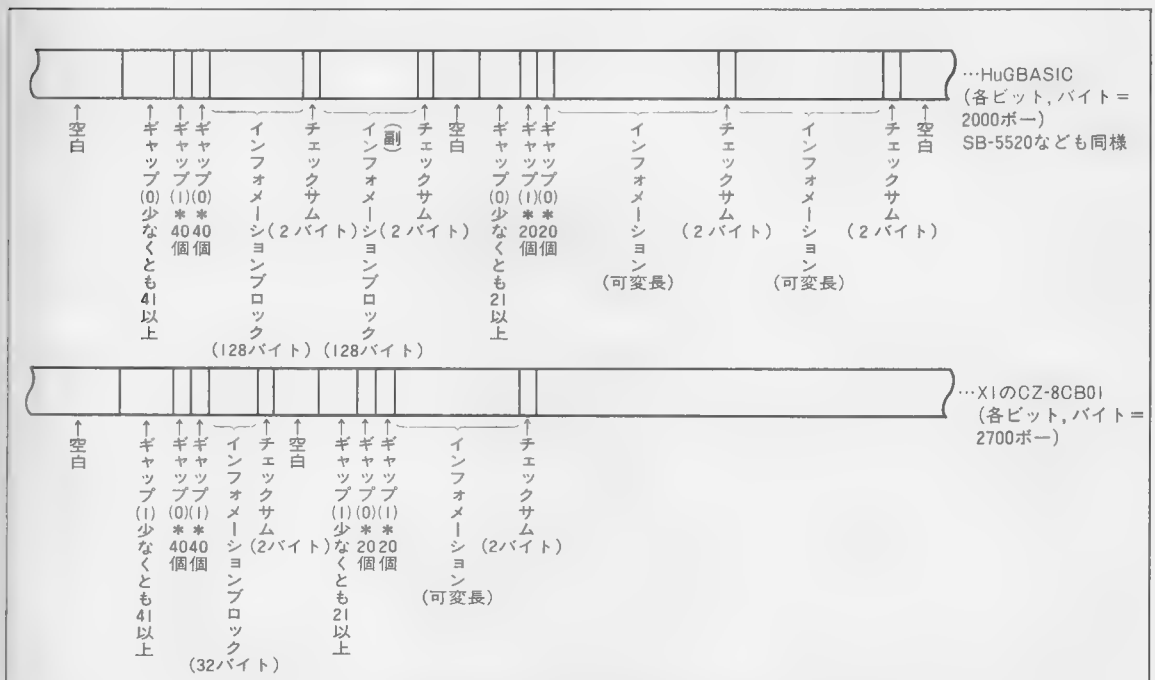 …HuGBASIC
(各ビット,バイト=
2000ボー)
SB-5520なども同様
↑空白
↑ギャップ(0)少なくとも41以上
↑ギャップ(1)*40個
↑ギャップ(0)*40個
インフォメーションブロック(128バイト)
↑チェックサム(2バイト)
インフォメーションブロック(副)(128バイト)
↑チェックサム(2バイト)
↑空白
↑ギャップ(0)少なくとも21以上
↑ギャップ(1)*20個
↑ギャップ(0)*20個
インフォメーション(可変長)
↑チェックサム(2バイト)
インフォメーション(可変長)
↑チェックサム(2バイト)
↑空白
…X1のCZ-8CB01
(各ビット,バイト=
2700ボー)
↑空白
↑ギャップ(1)少なくとも41以上
↑ギャップ(0)*40個
↑ギャップ(1)*40個
インフォメーションブロック(32バイト)
↑チェックサム(2バイト)
↑空白
↑ギャップ(1)少なくとも21以上
↑ギャップ(0)*20個
↑ギャップ(1)*20個
インフォメーション(可変長)
↑チェックサム(2バイト)